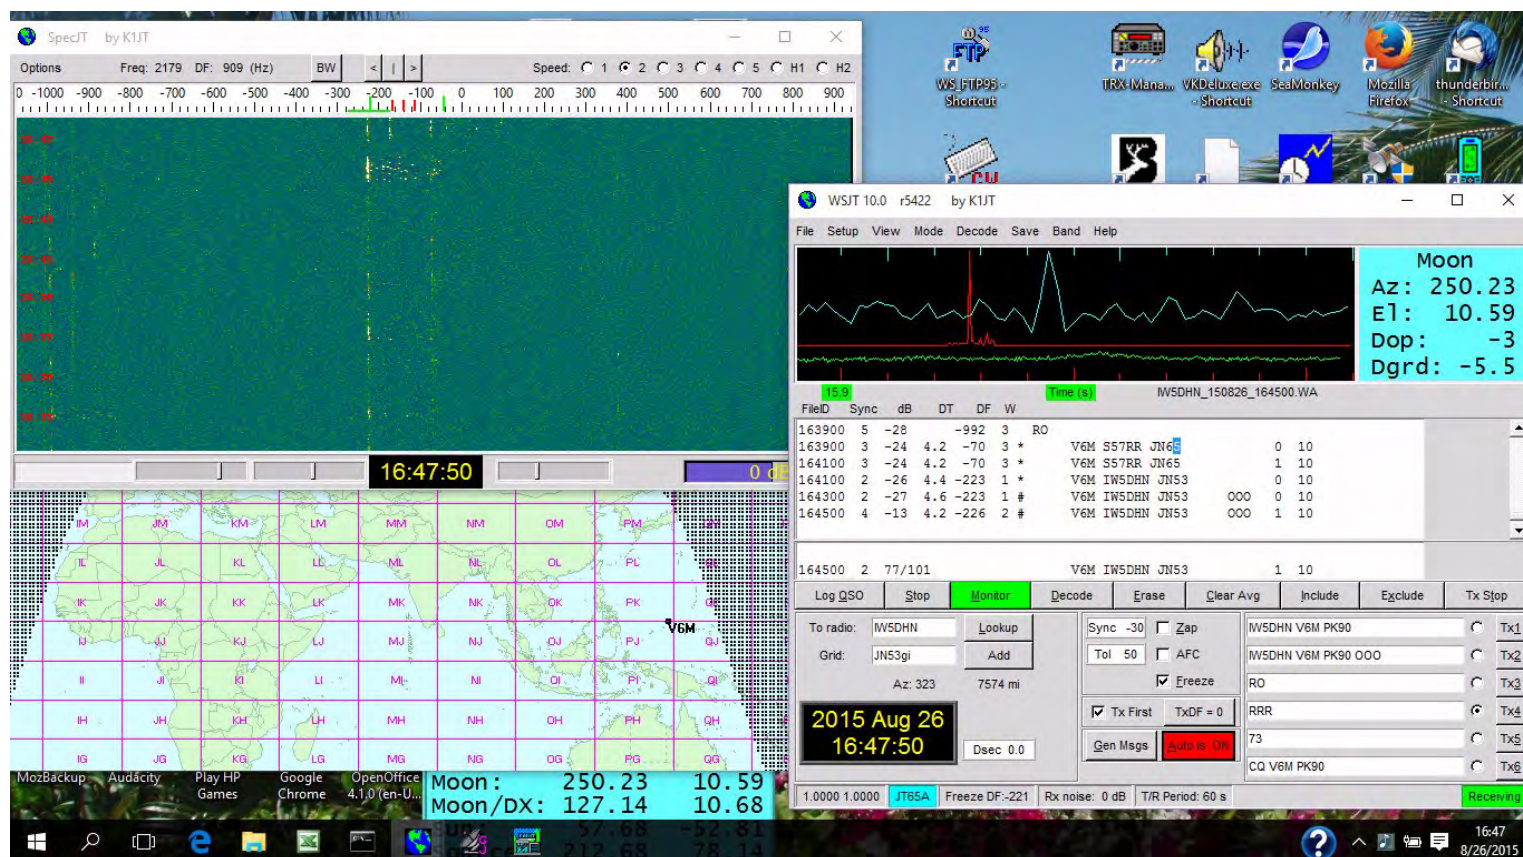 SpecJT by K1JT
Options Freq: 2179 DF: 909 (Hz) BW < | > Speed: 1 2 3 4 5 H1 H2
0 -1000 -900 -800 -700 -600 -500 -400 -300 -200 -100 0 100 200 300 400 500 600 700 800 900
16:47:50 0 dB
IM JM KM LM MM NM OM PM
IL JL KL LL ML NL OL PL
IK JK KK LK MK NK OK PK
V6M
IJ JJ KJ LJ MJ NJ OJ PJ QJ
II JI KI LI MI NI OI PI QI
IH JH KH LH MH NH OH PH QH
IG JG KG LG MG NG OG PG QG
WS_FTP95 - Shortcut
TRX-Mana...
VKDeluxe.exe - Shortcut
SeaMonkey
Mozilla Firefox
thunderbir... - Shortcut
WSJT 10.0 r5422 by K1JT
File Setup View Mode Decode Save Band Help
Moon
Az: 250.23
El: 10.59
Dop: -3
Dgrd: -5.5
15.9 Time (s) IW5DHN_150826_164500.WA
FileID Sync dB DT DF W
163900 5 -28 -992 3 RO
163900 3 -24 4.2 -70 3 * V6M S57RR JN65 0 10
164100 3 -24 4.2 -70 3 * V6M S57RR JN65 1 10
164100 2 -26 4.4 -223 1 * V6M IW5DHN JN53 0 10
164300 2 -27 4.6 -223 1 # V6M IW5DHN JN53 OOO 0 10
164500 4 -13 4.2 -226 2 # V6M IW5DHN JN53 OOO 1 10
164500 2 77/101 V6M IW5DHN JN53 1 10
Log QSO Stop Monitor Decode Erase Clear Avg Include Exclude Tx Stop
To radio: IW5DHN Lookup
Grid: JN53gi Add
Az: 323 7574 mi
2015 Aug 26
16:47:50
Dsec 0.0
Sync -30 Zap
Tol 50 AFC
Freeze
Tx First TxDF = 0
Gen Msgs Auto is ON
IW5DHN V6M PK90 Tx1
IW5DHN V6M PK90 OOO Tx2
RO Tx3
RRR Tx4
73 Tx5
CQ V6M PK90 Tx6
1.0000 1.0000 JT65A Freeze DF:-221 Rx noise: 0 dB T/R Period: 60 s Receiving
MozBackup
Audacity
Play HP Games
Google Chrome
OpenOffice 4.1.0 (en-U...
Moon: 250.23 10.59
Moon/DX: 127.14 10.68
Sun: 57.68 -52.81
212.68 78.14
16:47
8/26/2015